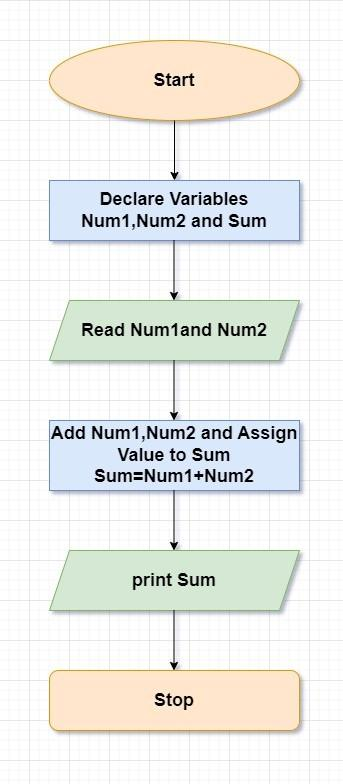 Start
Declare Variables
Num1,Num2 and Sum
Read Num1and Num2
Add Num1,Num2 and Assign
Value to Sum
Sum=Num1+Num2
print Sum
Stop